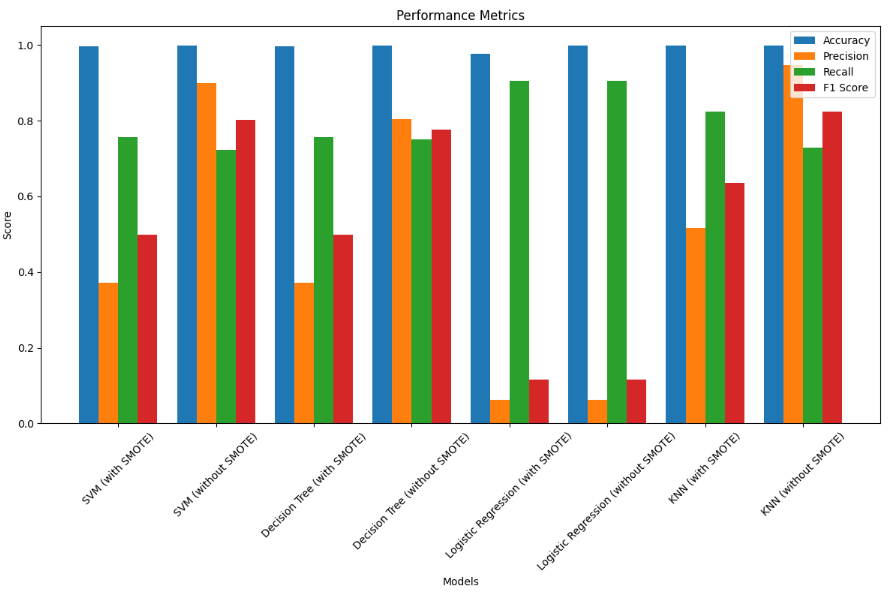 Performance Metrics
Accuracy
Precision
Recall
F1 Score
1.0
0.8
0.6
0.4
0.2
0.0
Score
SVM (with SMOTE)
SVM (without SMOTE)
Decision Tree (with SMOTE)
Decision Tree (without SMOTE)
Logistic Regression (with SMOTE)
Logistic Regression (without SMOTE)
KNN (with SMOTE)
KNN (without SMOTE)
Models